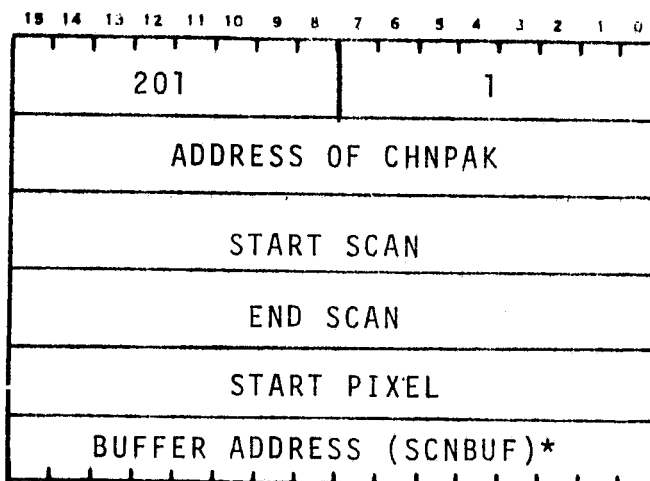 15 14 13 12 11 10 9 8 7 6 5 4 3 2 1 0
201 1
ADDRESS OF CHNPAK
START SCAN
END SCAN
START PIXEL
BUFFER ADDRESS (SCNBUF)*